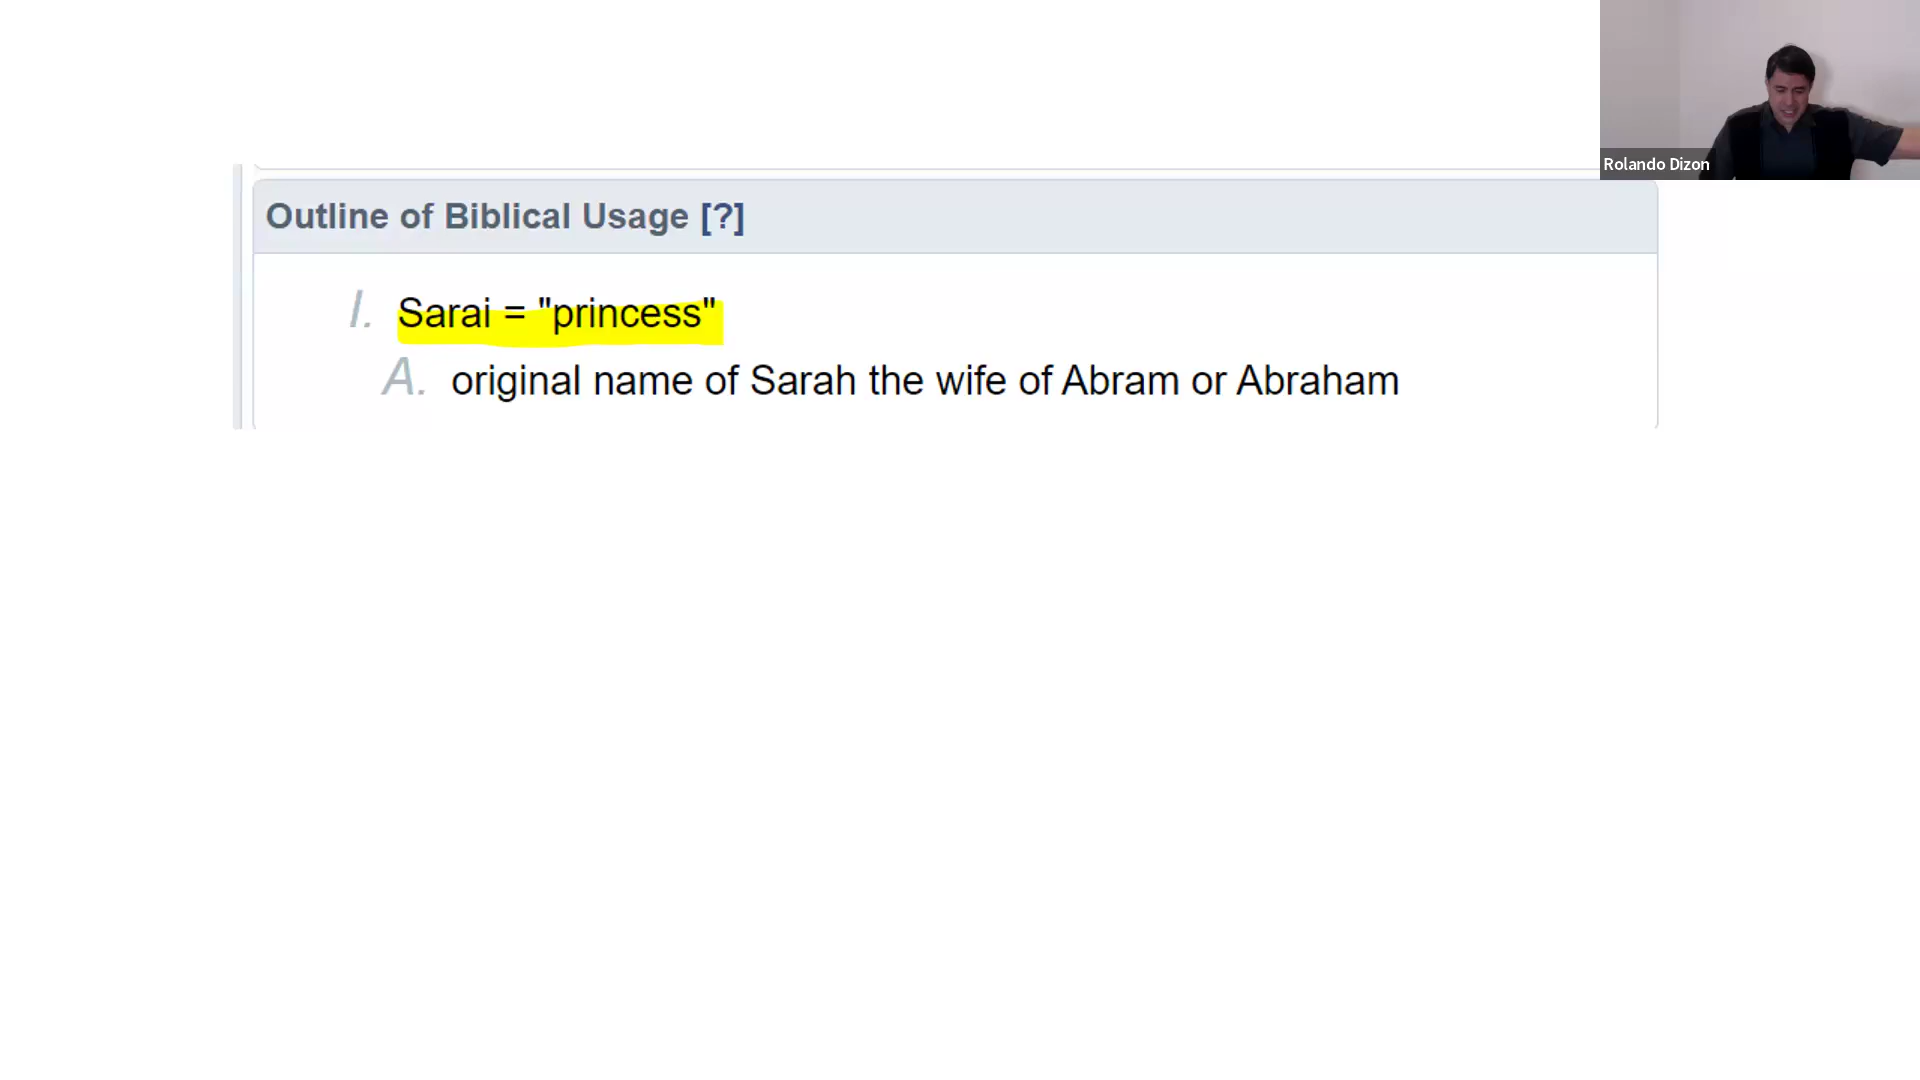 Rolando Dizon
Outline of Biblical Usage [?]
I. Sarai = "princess"
A. original name of Sarah the wife of Abram or Abraham